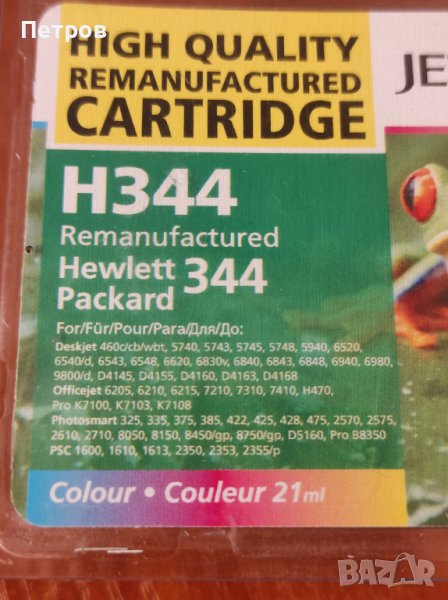 Петров
HIGH QUALITY
REMANUFACTURED
CARTRIDGE
H344
Remanufactured
Hewlett Packard 344
For/Für/Pour/Para/Для/До:
Deskjet 460c/cb/wbt, 5740, 5743, 5745, 5748, 5940, 6520,
6540/d, 6543, 6548, 6620, 6830v, 6840, 6843, 6848, 6940, 6980,
9800/d, D4145, D4155, D4160, D4163, D4168
Officejet 6205, 6210, 6215, 7210, 7310, 7410, H470,
Pro K7100, K7103, K7108
Photosmart 325, 335, 375, 385, 422, 425, 428, 475, 2570, 2575,
2610, 2710, 8050, 8150, 8450/gp, 8750/gp, D5160, Pro B8350
PSC 1600, 1610, 1613, 2350, 2353, 2355/p
Colour • Couleur 21ml
BAZAR